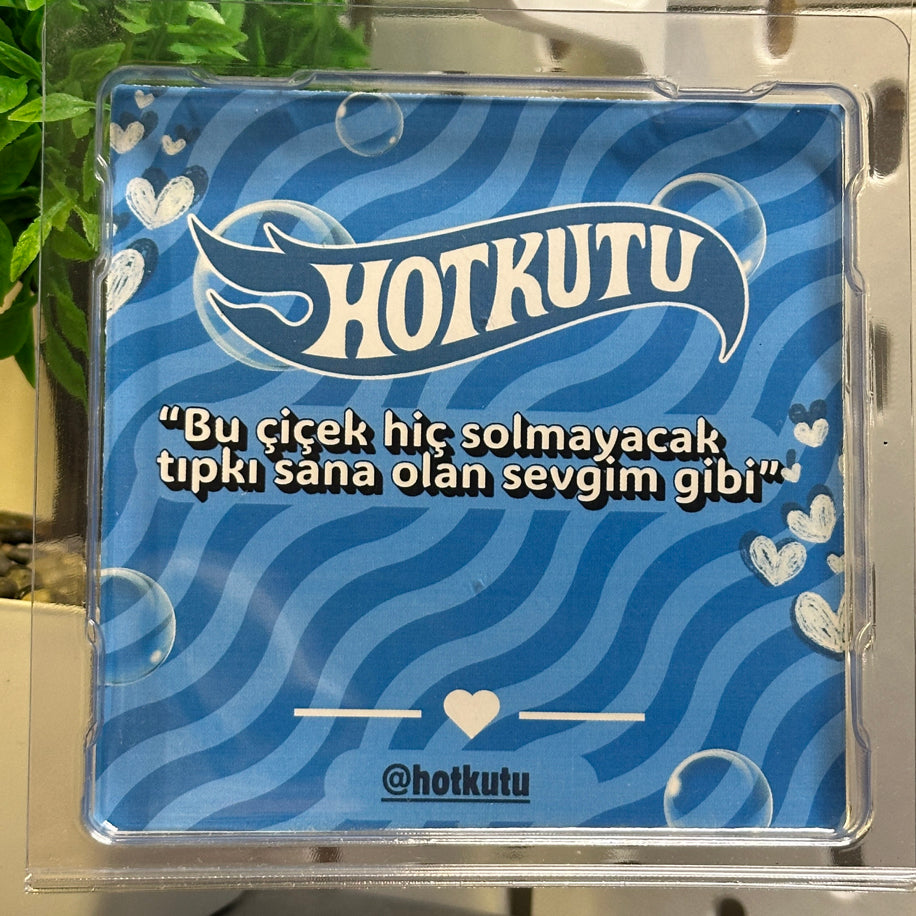 HOTKUTU
“Bu çiçek hiç solmayacak
tıpkı sana olan sevgim gibi”
@hotkutu